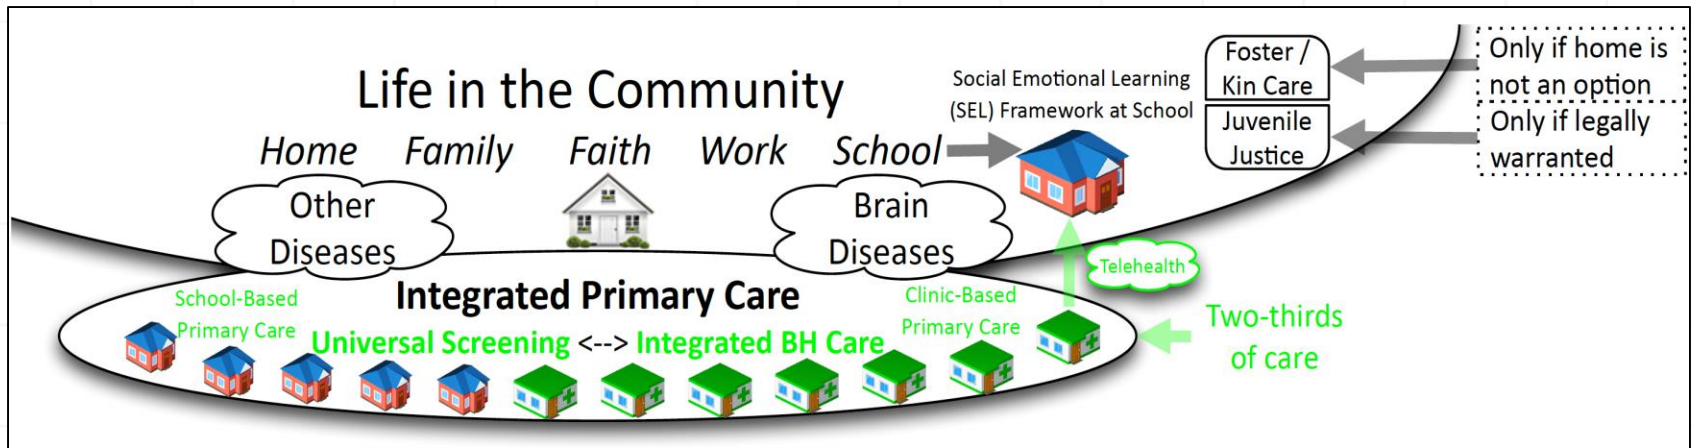 Life in the Community
Home Family Faith Work School
Social Emotional Learning
(SEL) Framework at School
Foster /
Kin Care
Juvenile
Justice
Only if home is
not an option
Only if legally
warranted
Other
Diseases
Brain
Diseases
Telehealth
Integrated Primary Care
School-Based
Primary Care
Clinic-Based
Primary Care
Universal Screening <--> Integrated BH Care
Two-thirds
of care